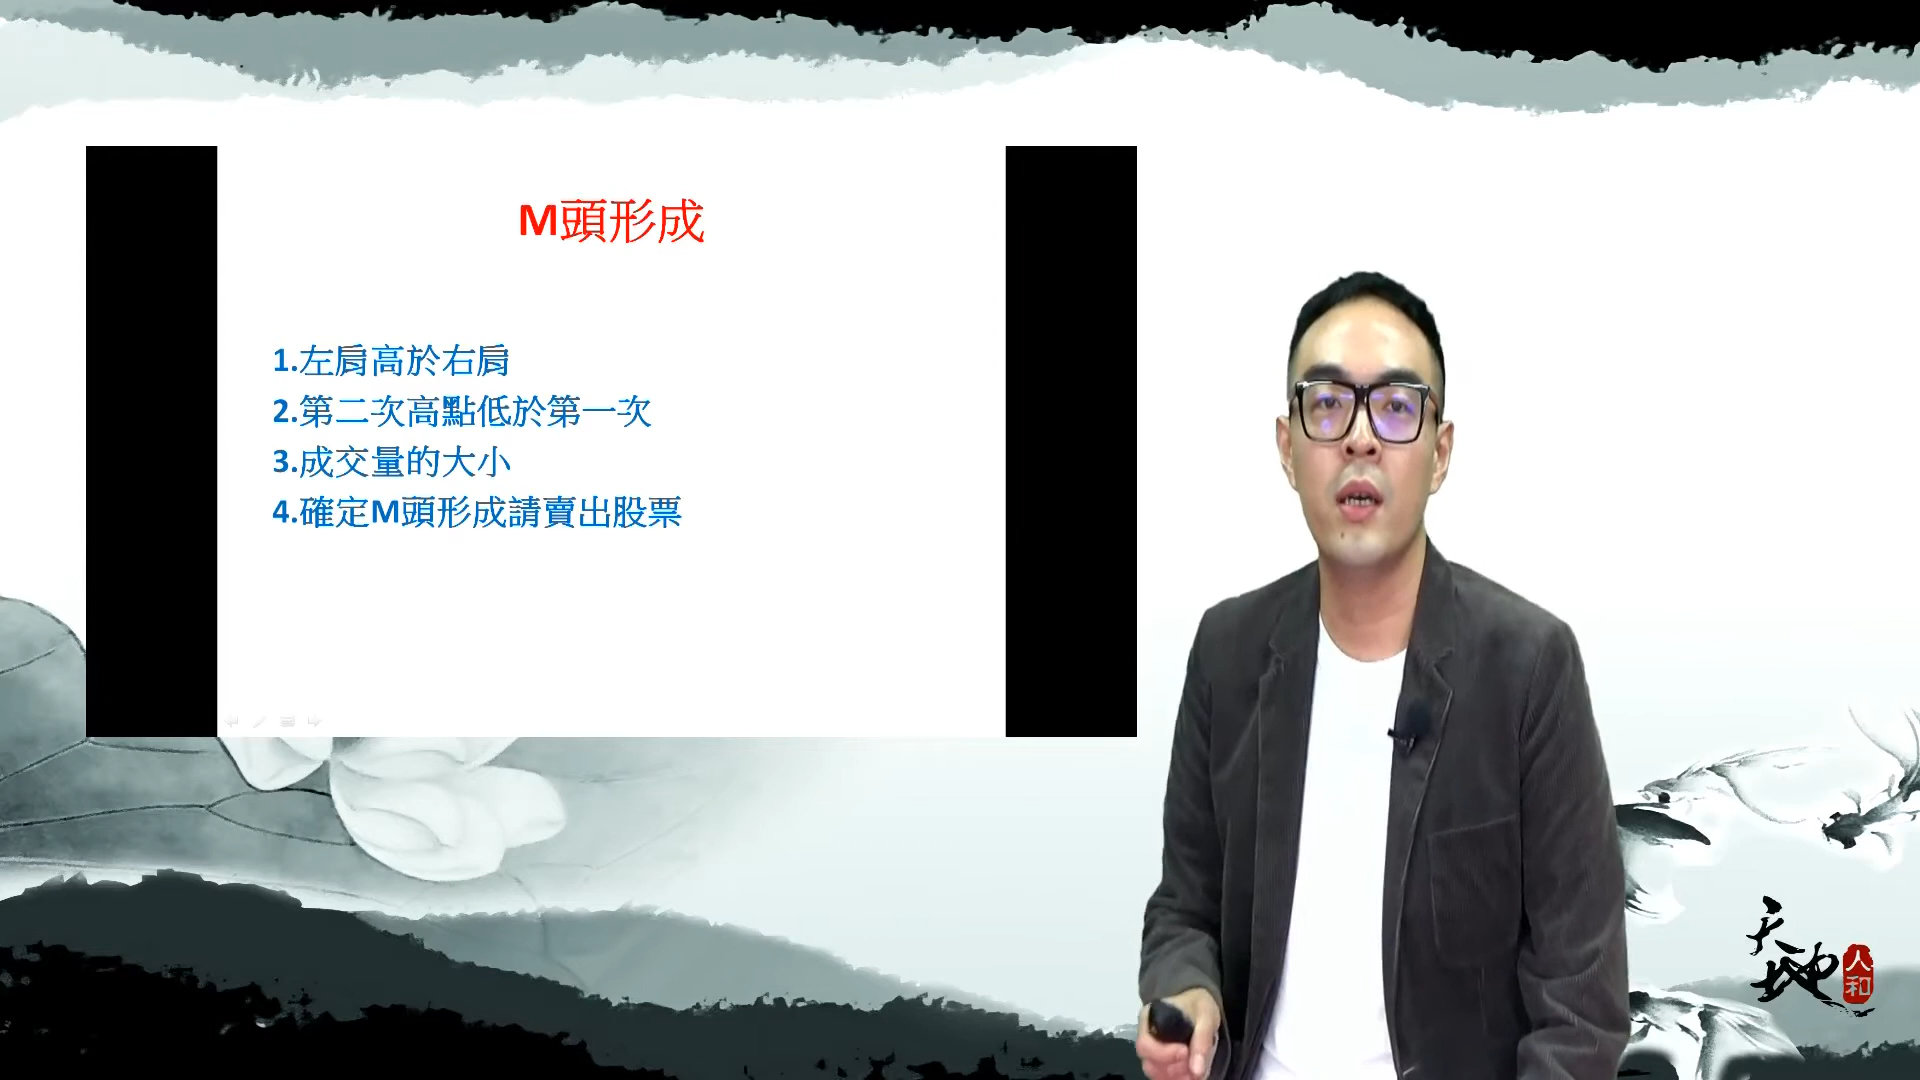 M頭形成
1.左肩高於右肩
2.第二次高點低於第一次
3.成交量的大小
4.確定M頭形成請賣出股票
天地
人和